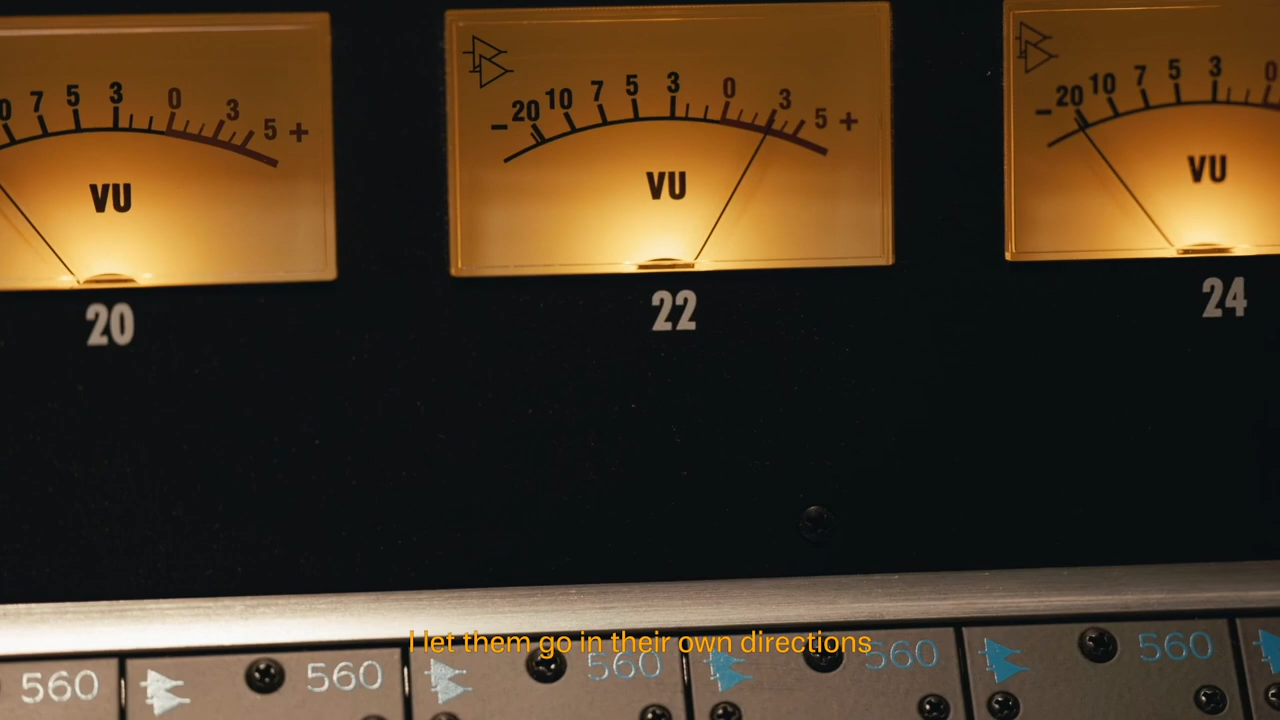 0 7 5 3 0 3 5 +
− 20 10 7 5 3 0 3 5 +
− 20 10 7 5 3 0
VU
VU
VU
20
22
24
I let them go in their own directions
560 560 560 560 560